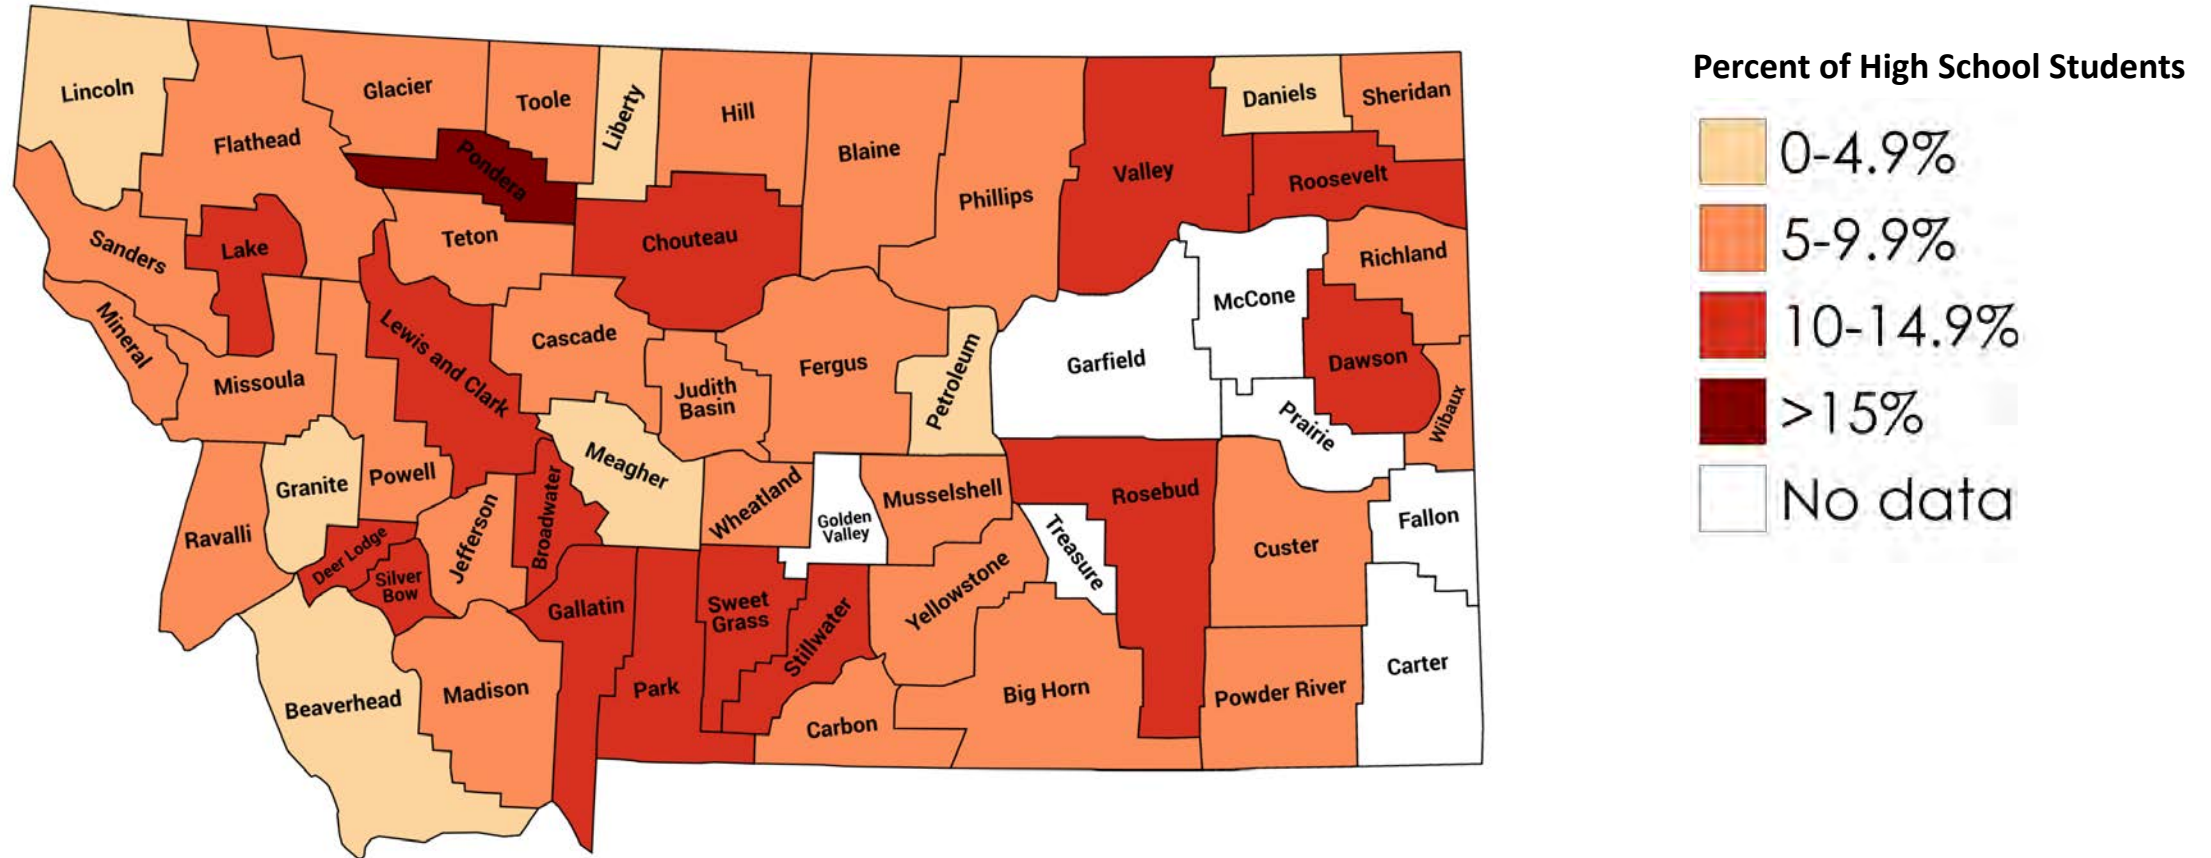 Lincoln
Flathead
Glacier
Toole
Liberty
Hill
Blaine
Phillips
Valley
Daniels
Sheridan
Roosevelt
Pondera
Teton
Chouteau
Sanders
Lake
Richland
McCone
Mineral
Missoula
Lewis and Clark
Cascade
Judith
Basin
Fergus
Petroleum
Garfield
Dawson
Prairie
Wibaux
Granite
Powell
Meagher
Wheatland
Golden
Valley
Musselshell
Rosebud
Treasure
Custer
Fallon
Ravalli
Deer Lodge
Silver
Bow
Jefferson
Broadwater
Gallatin
Park
Sweet
Grass
Stillwater
Yellowstone
Big Horn
Powder River
Carter
Beaverhead
Madison
Carbon
Percent of High School Students
0-4.9%
5-9.9%
10-14.9%
>15%
No data